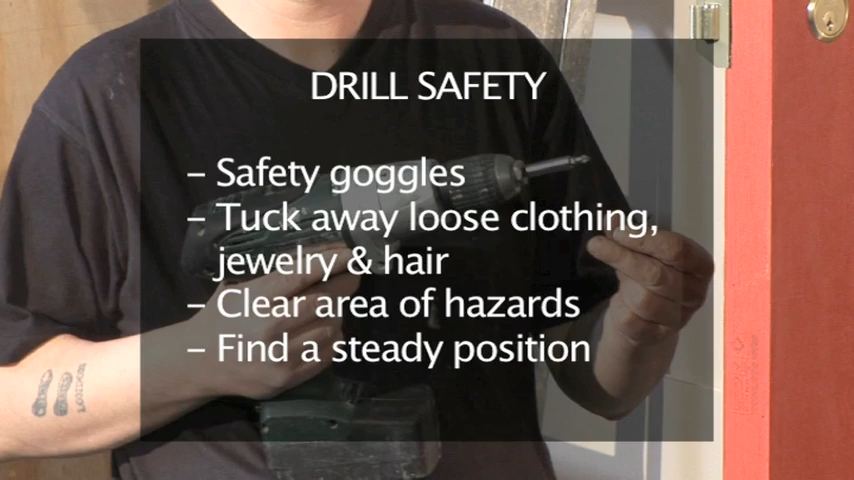 DRILL SAFETY
– Safety goggles
– Tuck away loose clothing,
jewelry & hair
– Clear area of hazards
– Find a steady position